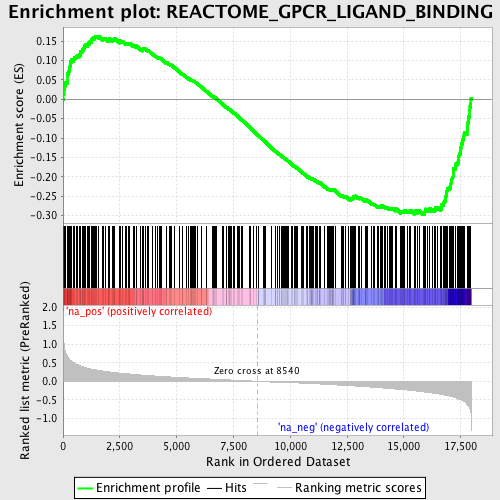 Enrichment plot: REACTOME_GPCR_LIGAND_BINDING
Enrichment score (ES)
0.15
0.10
0.05
0.00
-0.05
-0.10
-0.15
-0.20
-0.25
-0.30
Ranked list metric (PreRanked)
'na_pos' (positively correlated)
2.0
1.5
1.0
0.5
0.0
-0.5
-1.0
Zero cross at 8540
'na_neg' (negatively correlated)
0 2,500 5,000 7,500 10,000 12,500 15,000 17,500
Rank in Ordered Dataset
Enrichment profile Hits Ranking metric scores